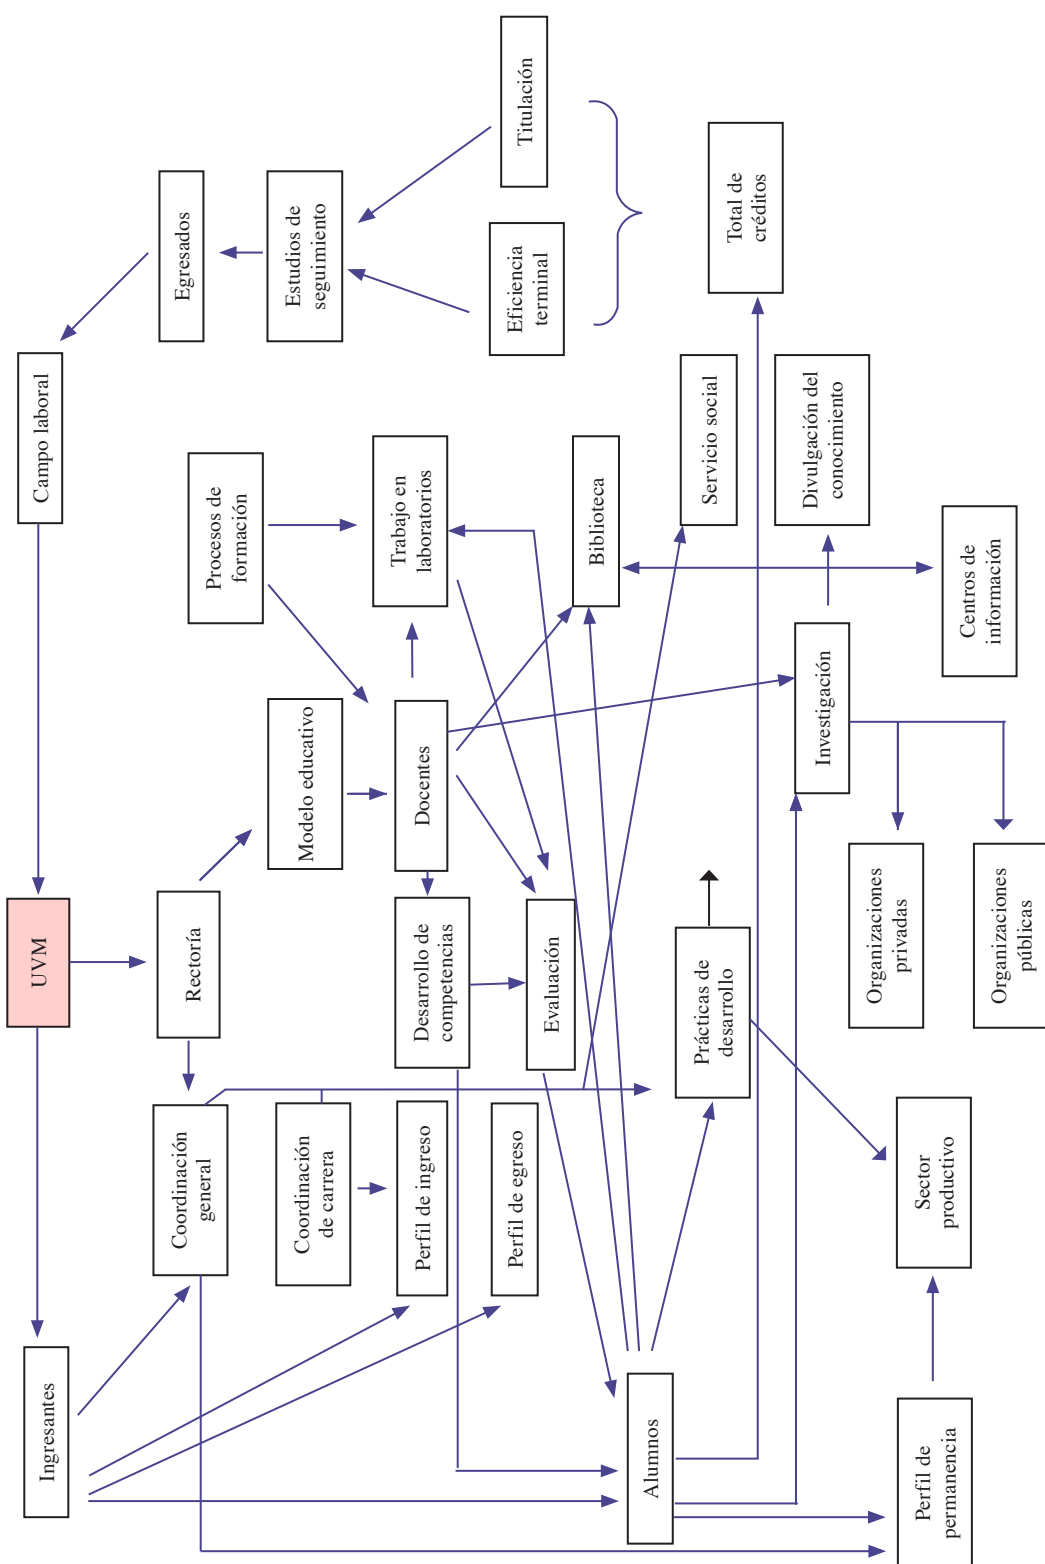 Ingresantes
UVM
Campo laboral
Coordinación
general
Rectoría
Procesos de
formación
Egresados
Coordinación
de carrera
Modelo educativo
Estudios de
seguimiento
Perfil de ingreso
Desarrollo de
competencias
Docentes
Trabajo en
laboratorios
Perfil de egreso
Evaluación
Biblioteca
Eficiencia
terminal
Titulación
Alumnos
Prácticas de
desarrollo
Servicio social
Total de
créditos
Investigación
Divulgación del
conocimiento
Perfil de
permanencia
Sector
productivo
Organizaciones
privadas
Organizaciones
públicas
Centros de
información